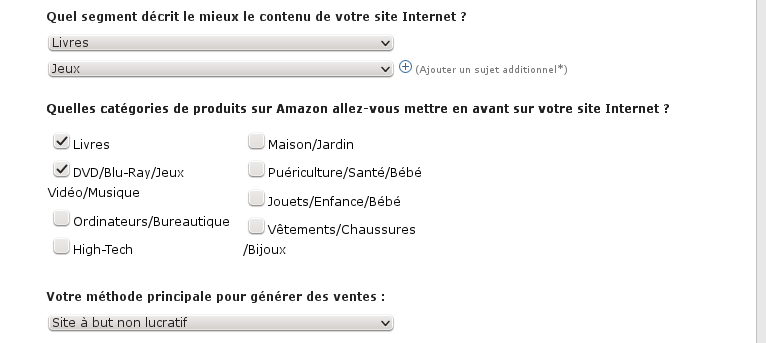 Quel segment décrit le mieux le contenu de votre site Internet ?
Livres
Jeux
(Ajouter un sujet additionnel*)
Quelles catégories de produits sur Amazon allez-vous mettre en avant sur votre site Internet ?
Livres
DVD/Blu-Ray/Jeux
Vidéo/Musique
Ordinateurs/Bureautique
High-Tech
Maison/Jardin
Puériculture/Santé/Bébé
Jouets/Enfance/Bébé
Vêtements/Chaussures
/Bijoux
Votre méthode principale pour générer des ventes :
Site à but non lucratif